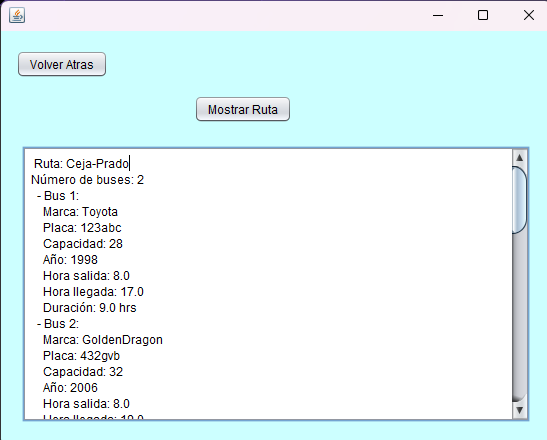 Volver Atras
Mostrar Ruta
Ruta: Ceja-Prado
Número de buses: 2
- Bus 1:
Marca: Toyota
Placa: 123abc
Capacidad: 28
Año: 1998
Hora salida: 8.0
Hora llegada: 17.0
Duración: 9.0 hrs
- Bus 2:
Marca: GoldenDragon
Placa: 432gvb
Capacidad: 32
Año: 2006
Hora salida: 8.0
Hora llegada: